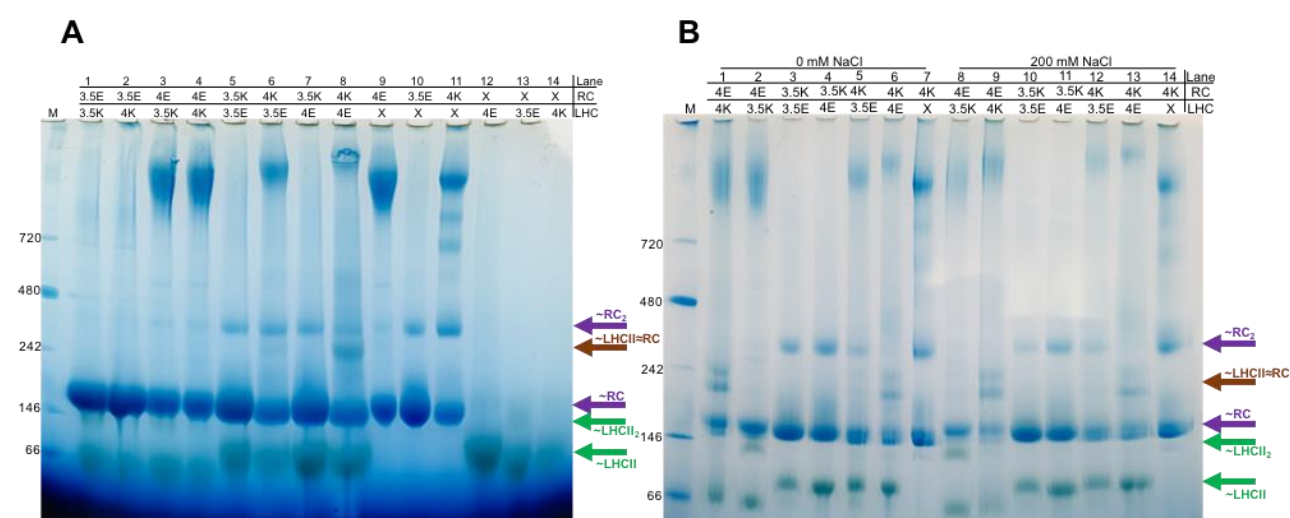 A
1 2 3 4 5 6 7 8 9 10 11 12 13 14 Lane
3.5E 3.5E 4E 4E 3.5K 4K 3.5K 4K 4E 3.5E 4K X X X RC
M 3.5K 4K 3.5K 4K 3.5E 3.5E 4E 4E X X X 4E 3.5E 4K LHC
720
480
~RC2
~LHCII≈RC
242
~RC
146
~LHCII2
66
~LHCII
B
0 mM NaCl 200 mM NaCl
1 2 3 4 5 6 7 8 9 10 11 12 13 14 Lane
4E 4E 3.5K 3.5K 4K 4K 4K 4E 4E 3.5K 3.5K 4K 4K 4K RC
M 4K 3.5K 3.5E 4E 3.5E 4E X 3.5K 4K 3.5E 4E 3.5E 4E X LHC
720
480
~RC2
242
~LHCII≈RC
~RC
146
~LHCII2
66
~LHCII